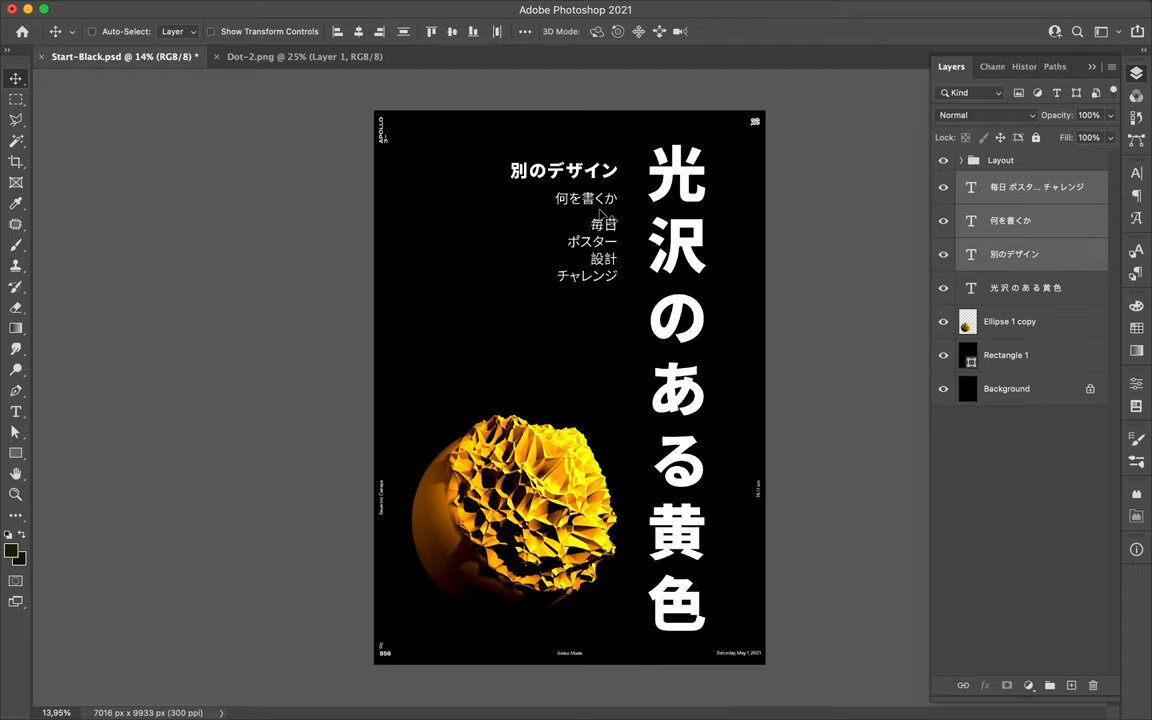 Adobe Photoshop 2021
Auto-Select:
Layer
Show Transform Controls
3D Mode:
Start-Black.psd @ 14% (RGB/8) *
Dot-2.png @ 25% (Layer 1, RGB/8)
APOLLO
別のデザイン
何を書くか
毎日
ポスター
設計
チャレンジ
光沢のある黄色
Severino Canepa
856
Swiss Made
Saturday, May 1, 2021
Layers
Chann
Histor
Paths
Kind
Normal
Opacity: 100%
Lock:
Fill: 100%
Layout
毎日 ポスタ... チャレンジ
何を書くか
別のデザイン
光 沢 の あ る 黄 色
Ellipse 1 copy
Rectangle 1
Background
13,95%
7016 px x 9933 px (300 ppi)